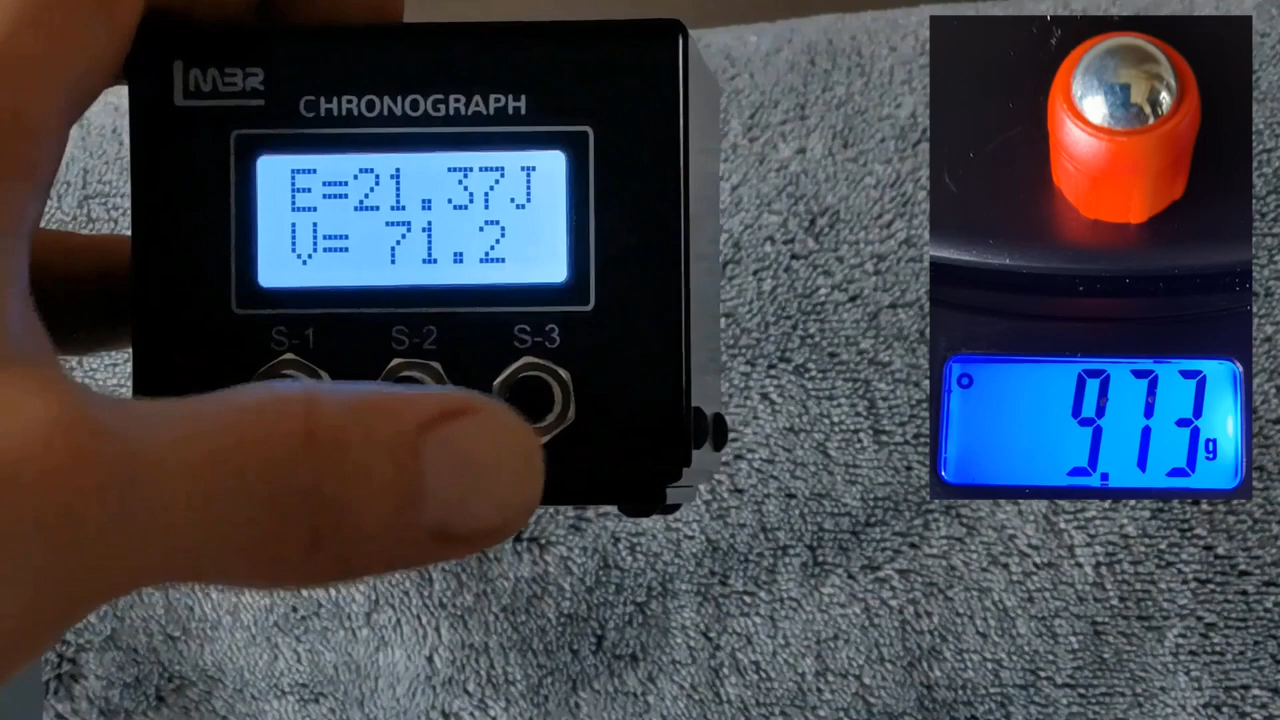 LMBR
CHRONOGRAPH
E=21.37J
V= 71.2
S-1 S-2 S-3
9.73g